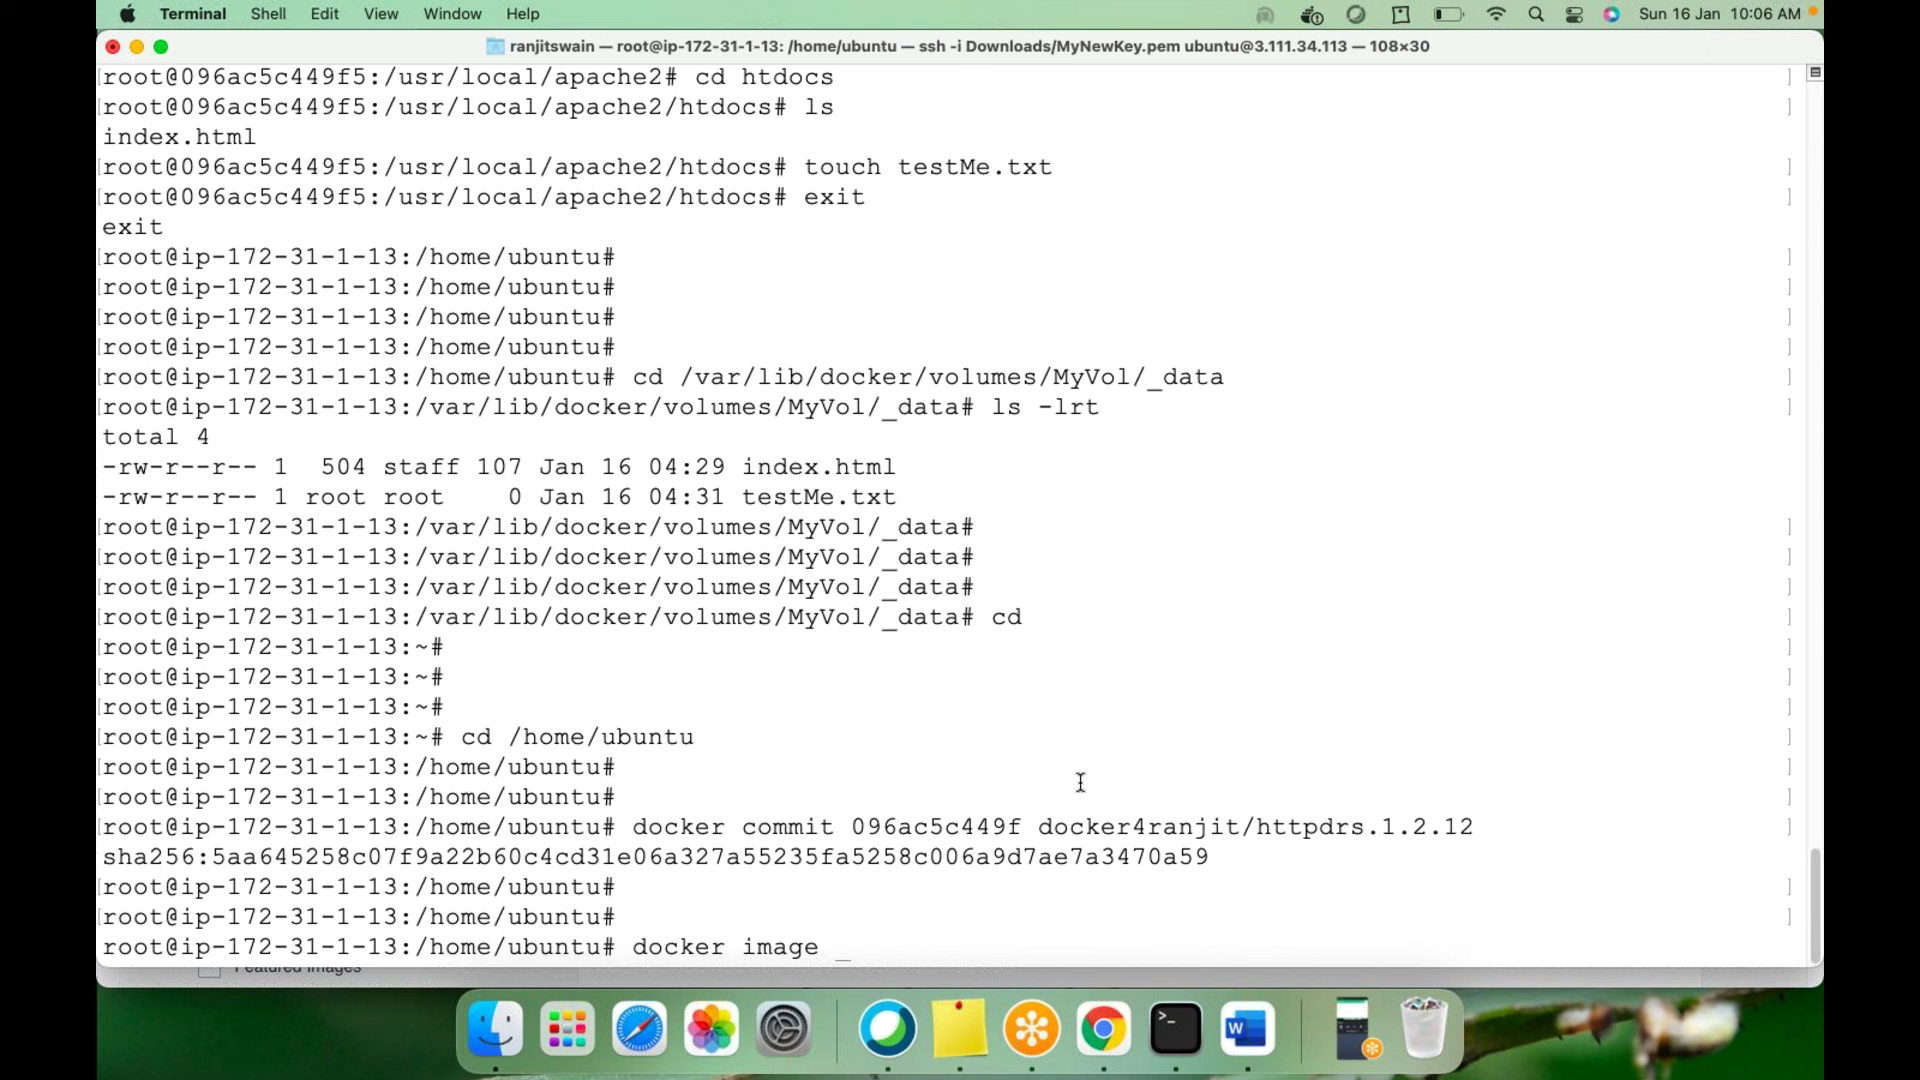 Terminal Shell Edit View Window Help Sun 16 Jan 10:06 AM
ranjitswain — root@ip-172-31-1-13: /home/ubuntu — ssh -i Downloads/MyNewKey.pem ubuntu@3.111.34.113 — 108×30
[root@096ac5c449f5:/usr/local/apache2# cd htdocs ]
[root@096ac5c449f5:/usr/local/apache2/htdocs# ls ]
index.html
[root@096ac5c449f5:/usr/local/apache2/htdocs# touch testMe.txt ]
[root@096ac5c449f5:/usr/local/apache2/htdocs# exit ]
exit
[root@ip-172-31-1-13:/home/ubuntu# ]
[root@ip-172-31-1-13:/home/ubuntu# ]
[root@ip-172-31-1-13:/home/ubuntu# ]
[root@ip-172-31-1-13:/home/ubuntu# ]
[root@ip-172-31-1-13:/home/ubuntu# cd /var/lib/docker/volumes/MyVol/_data ]
[root@ip-172-31-1-13:/var/lib/docker/volumes/MyVol/_data# ls -lrt ]
total 4
-rw-r--r-- 1  504 staff 107 Jan 16 04:29 index.html
-rw-r--r-- 1 root root    0 Jan 16 04:31 testMe.txt
[root@ip-172-31-1-13:/var/lib/docker/volumes/MyVol/_data# ]
[root@ip-172-31-1-13:/var/lib/docker/volumes/MyVol/_data# ]
[root@ip-172-31-1-13:/var/lib/docker/volumes/MyVol/_data# ]
[root@ip-172-31-1-13:/var/lib/docker/volumes/MyVol/_data# cd ]
[root@ip-172-31-1-13:~# ]
[root@ip-172-31-1-13:~# ]
[root@ip-172-31-1-13:~# ]
[root@ip-172-31-1-13:~# cd /home/ubuntu ]
[root@ip-172-31-1-13:/home/ubuntu# ]
[root@ip-172-31-1-13:/home/ubuntu# ]
[root@ip-172-31-1-13:/home/ubuntu# docker commit 096ac5c449f docker4ranjit/httpdrs.1.2.12 ]
sha256:5aa645258c07f9a22b60c4cd31e06a327a55235fa5258c006a9d7ae7a3470a59
[root@ip-172-31-1-13:/home/ubuntu# ]
[root@ip-172-31-1-13:/home/ubuntu# ]
root@ip-172-31-1-13:/home/ubuntu# docker image _
Featured Images
>_ W